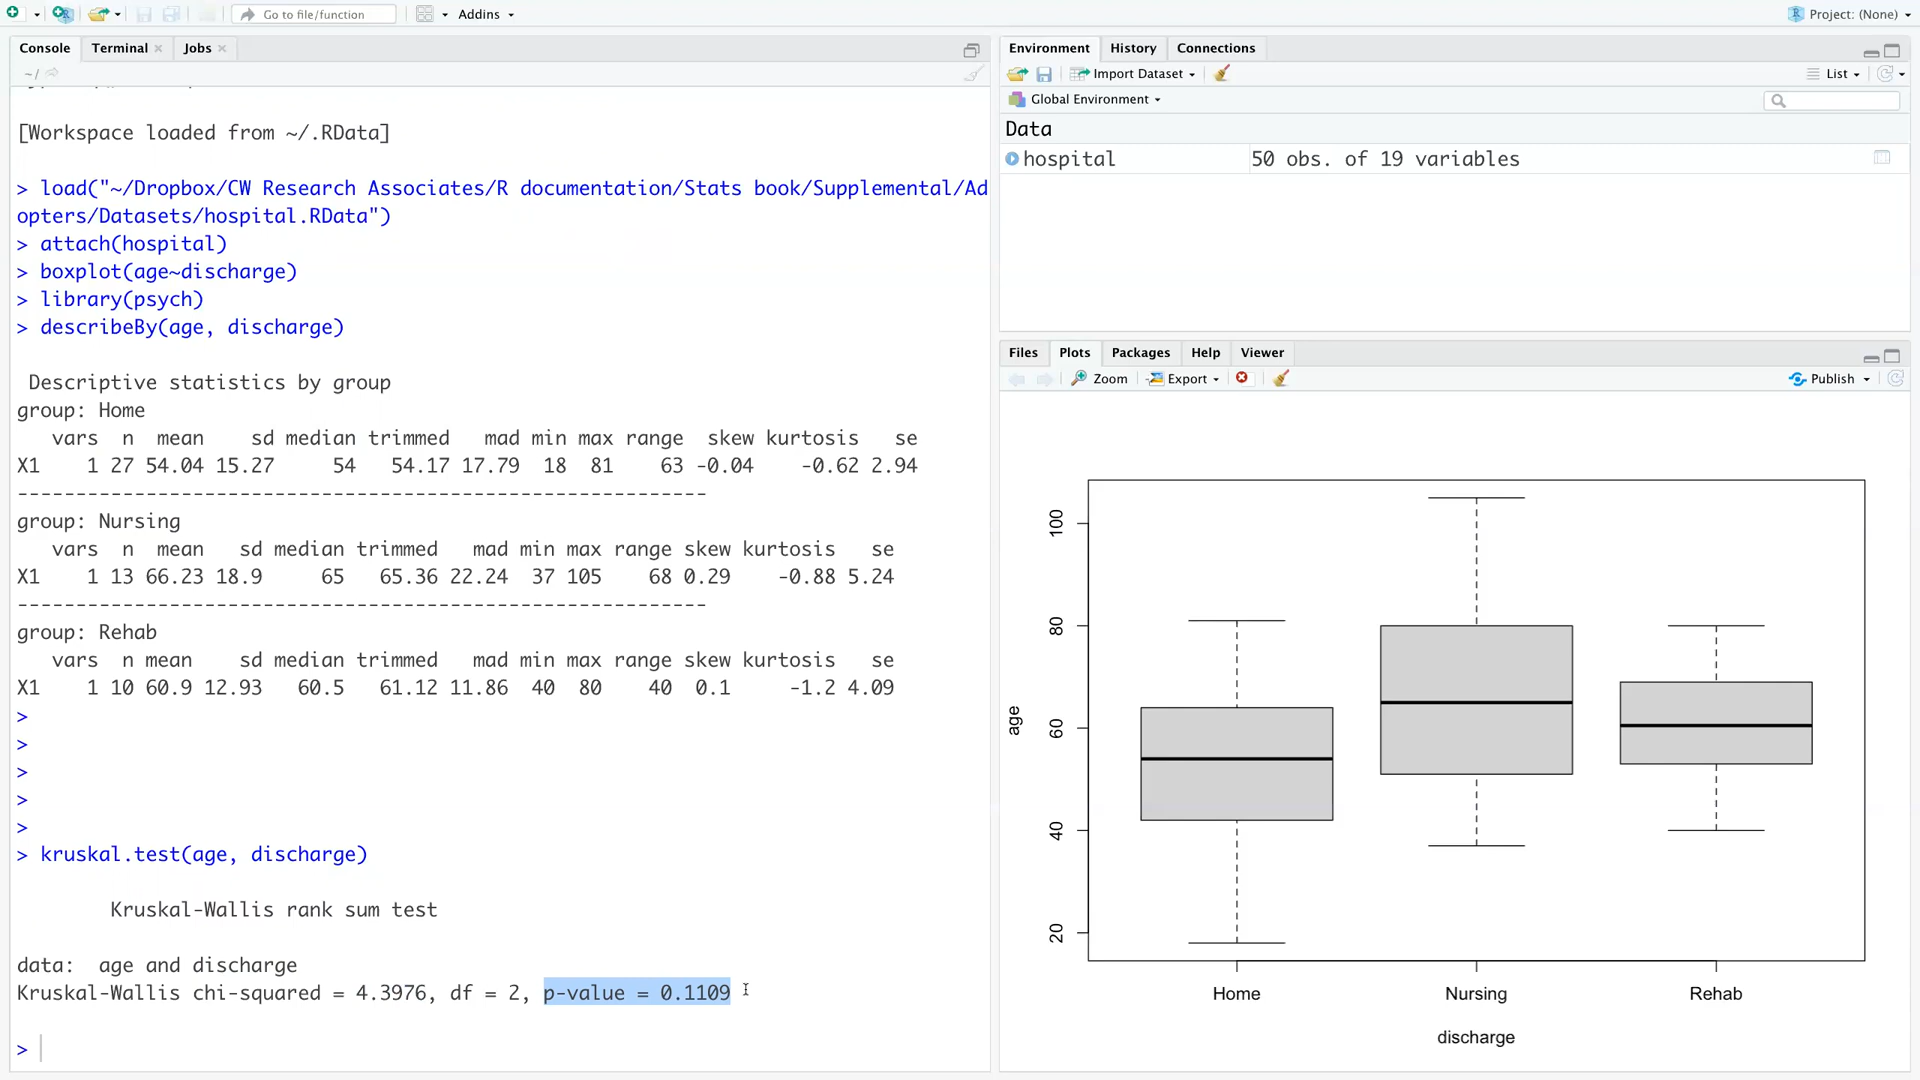 Go to file/function
Addins
Project: (None)
Console Terminal Jobs
~/
[Workspace loaded from ~/.RData]
> load("~/Dropbox/CW Research Associates/R documentation/Stats book/Supplemental/Ad
opters/Datasets/hospital.RData")
> attach(hospital)
> boxplot(age~discharge)
> library(psych)
> describeBy(age, discharge)
Descriptive statistics by group
group: Home
vars n mean sd median trimmed mad min max range skew kurtosis se
X1 1 27 54.04 15.27 54 54.17 17.79 18 81 63 -0.04 -0.62 2.94
-----------------------------------------------------------
group: Nursing
vars n mean sd median trimmed mad min max range skew kurtosis se
X1 1 13 66.23 18.9 65 65.36 22.24 37 105 68 0.29 -0.88 5.24
-----------------------------------------------------------
group: Rehab
vars n mean sd median trimmed mad min max range skew kurtosis se
X1 1 10 60.9 12.93 60.5 61.12 11.86 40 80 40 0.1 -1.2 4.09
>
>
>
>
>
> kruskal.test(age, discharge)
Kruskal-Wallis rank sum test
data: age and discharge
Kruskal-Wallis chi-squared = 4.3976, df = 2, p-value = 0.1109
>
Environment History Connections
Import Dataset
List
Global Environment
Data
hospital 50 obs. of 19 variables
Files Plots Packages Help Viewer
Zoom Export Publish
100
80
60
40
20
age
Home Nursing Rehab
discharge